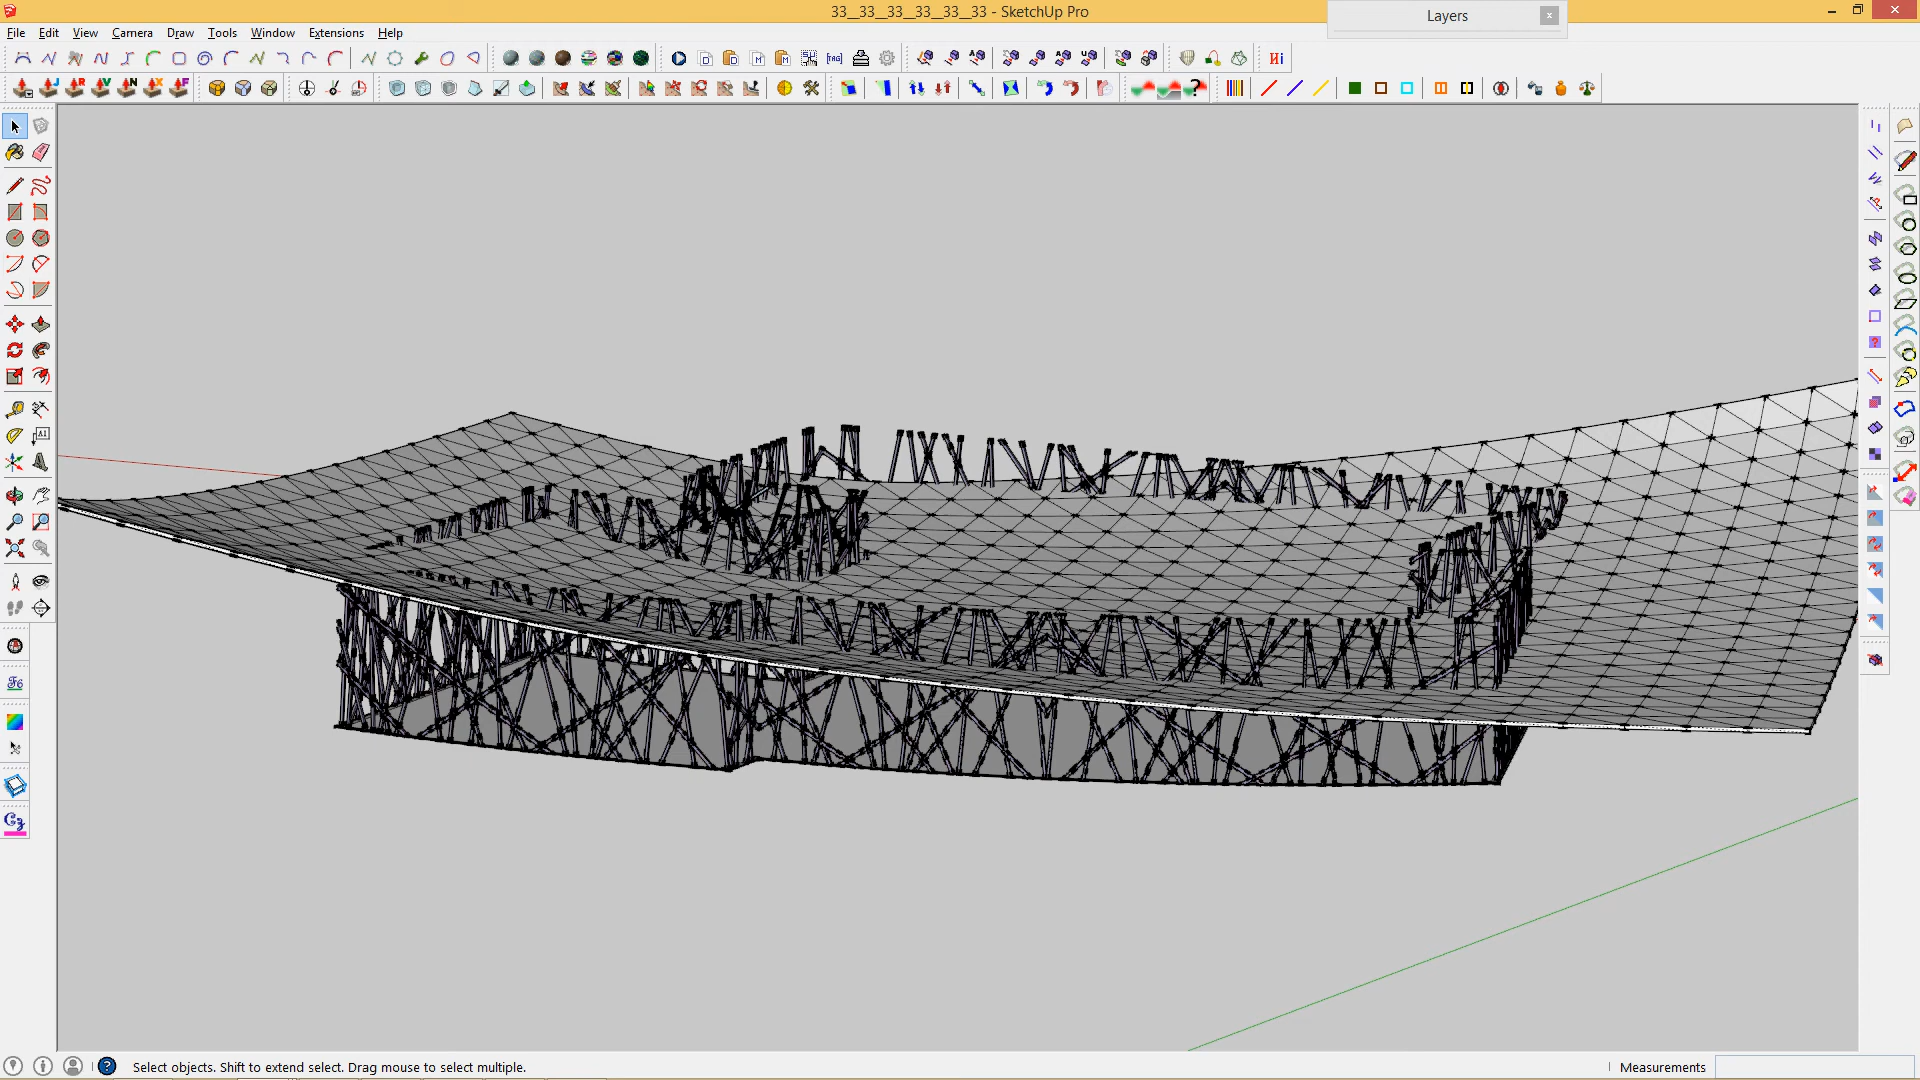 33__33__33__33__33__33 - SketchUp Pro
Layers
File Edit View Camera Draw Tools Window Extensions Help
Select objects. Shift to extend select. Drag mouse to select multiple.
Measurements